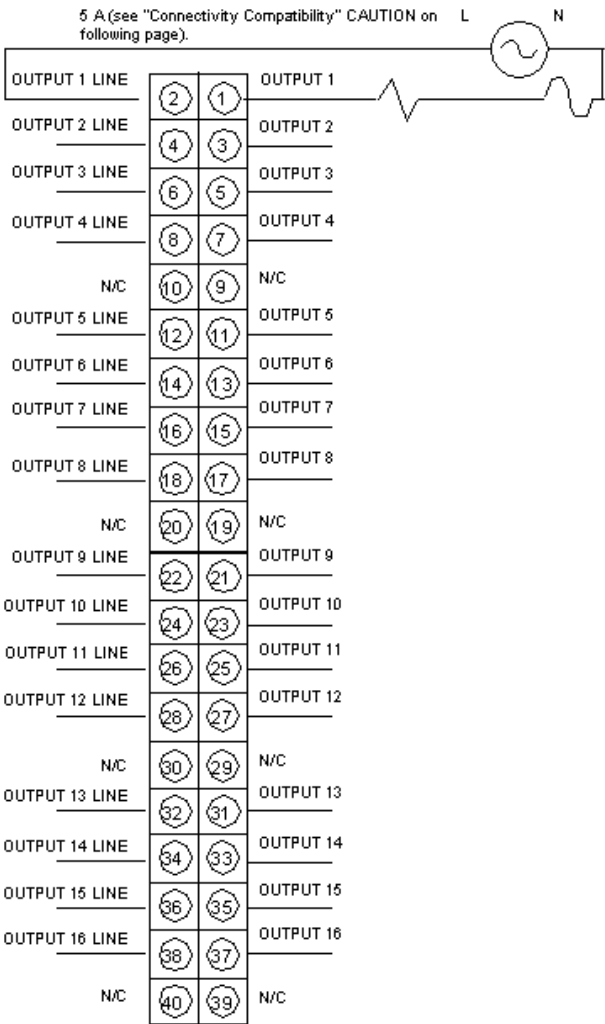 5 A (see "Connectivity Compatibility" CAUTION on L N
following page).
OUTPUT 1 LINE 2 1 OUTPUT 1
OUTPUT 2 LINE 4 3 OUTPUT 2
OUTPUT 3 LINE 6 5 OUTPUT 3
OUTPUT 4 LINE 8 7 OUTPUT 4
N/C 10 9 N/C
OUTPUT 5 LINE 12 11 OUTPUT 5
OUTPUT 6 LINE 14 13 OUTPUT 6
OUTPUT 7 LINE 16 15 OUTPUT 7
OUTPUT 8 LINE 18 17 OUTPUT 8
N/C 20 19 N/C
OUTPUT 9 LINE 22 21 OUTPUT 9
OUTPUT 10 LINE 24 23 OUTPUT 10
OUTPUT 11 LINE 26 25 OUTPUT 11
OUTPUT 12 LINE 28 27 OUTPUT 12
N/C 30 29 N/C
OUTPUT 13 LINE 32 31 OUTPUT 13
OUTPUT 14 LINE 34 33 OUTPUT 14
OUTPUT 15 LINE 36 35 OUTPUT 15
OUTPUT 16 LINE 38 37 OUTPUT 16
N/C 40 39 N/C